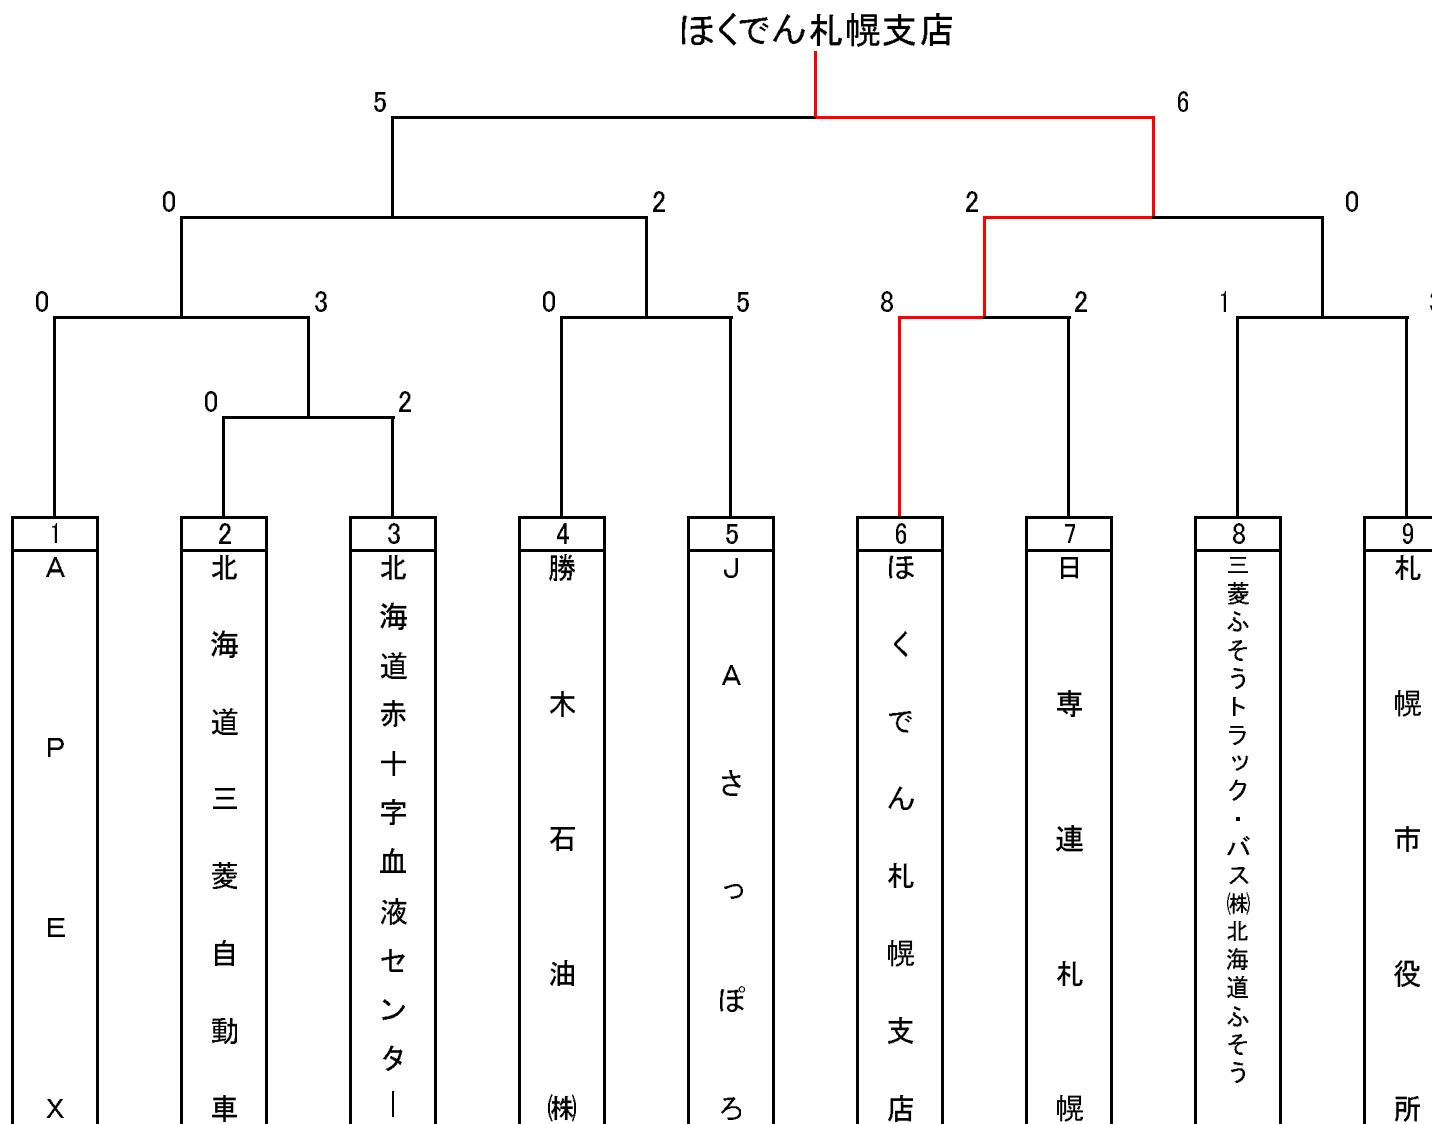 ほくでん札幌支店
5 6
0 2 2 0
0 3 0 5 8 2 1
0 2
1 2 3 4 5 6 7 8 9
APEX
北海道三菱自動車
北海道赤十字血液センター
勝木石油㈱
JAさっぽろ
ほくでん札幌支店
日専連札幌
三菱ふそうトラック・バス㈱北海道ふそう
札幌市役所